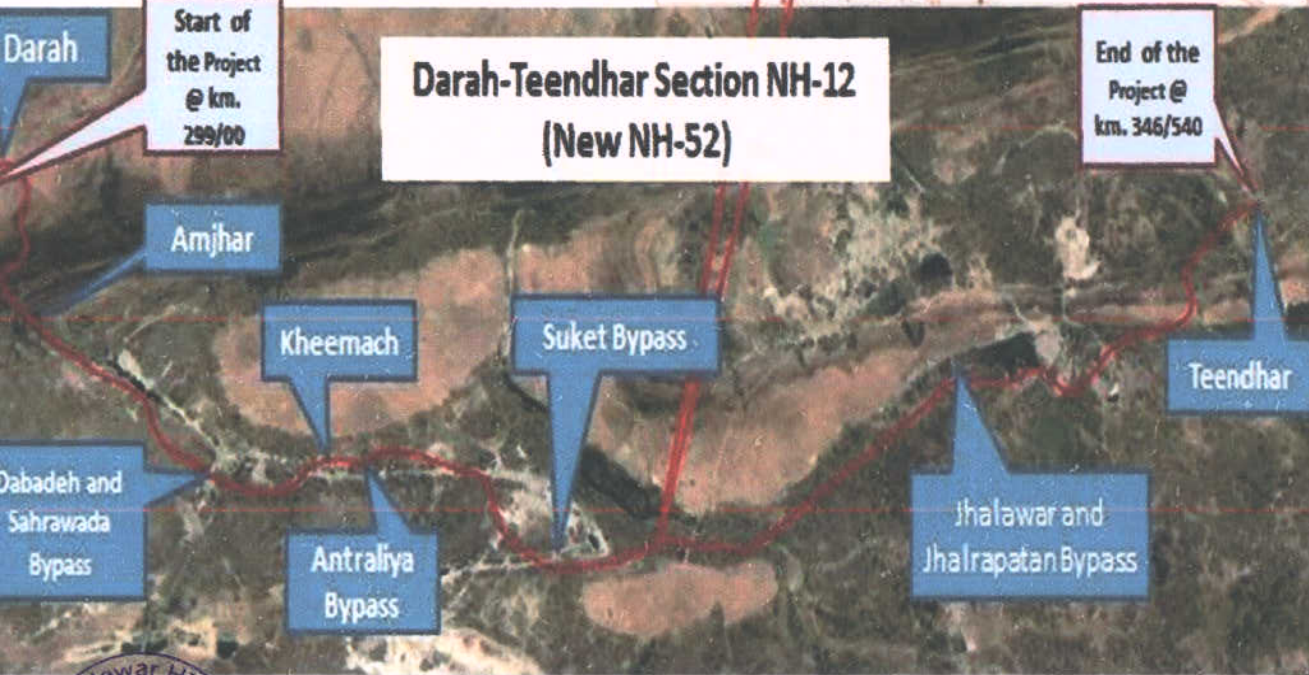 Darah
Start of
the Project
@ km.
299/00
Darah-Teendhar Section NH-12
(New NH-52)
End of the
Project @
km. 346/540
Amjhar
Kheemach
Suket Bypass
Teendhar
Dabadeh and
Sahrawada
Bypass
Antraliya
Bypass
Jhalawar and
Jhalrapatan Bypass